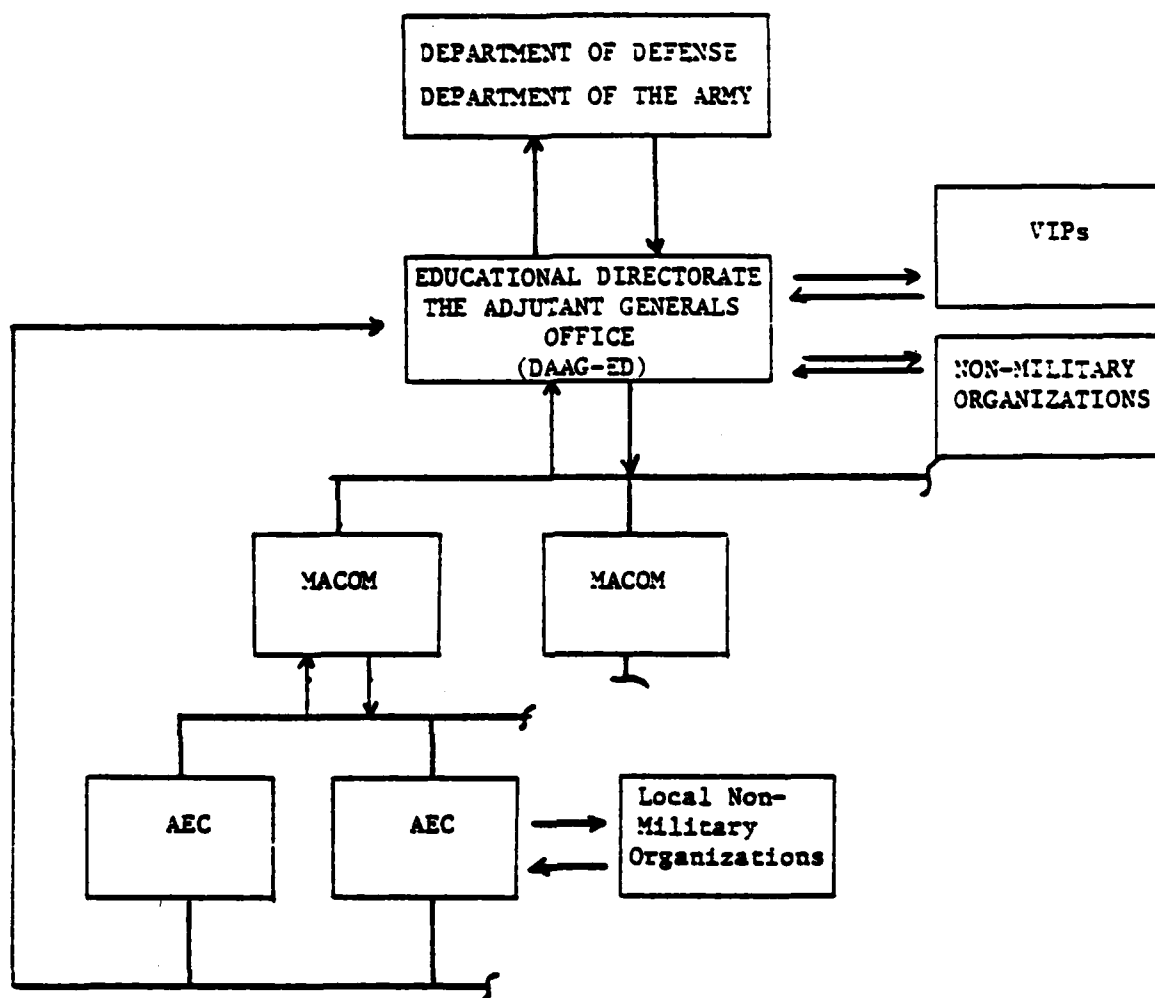 DEPARTMENT OF DEFENSE
DEPARTMENT OF THE ARMY
VIPs
EDUCATIONAL DIRECTORATE
THE ADJUTANT GENERALS
OFFICE
(DAAG-ED)
NON-MILITARY
ORGANIZATIONS
MACOM
MACOM
AEC
AEC
Local Non-
Military
Organizations